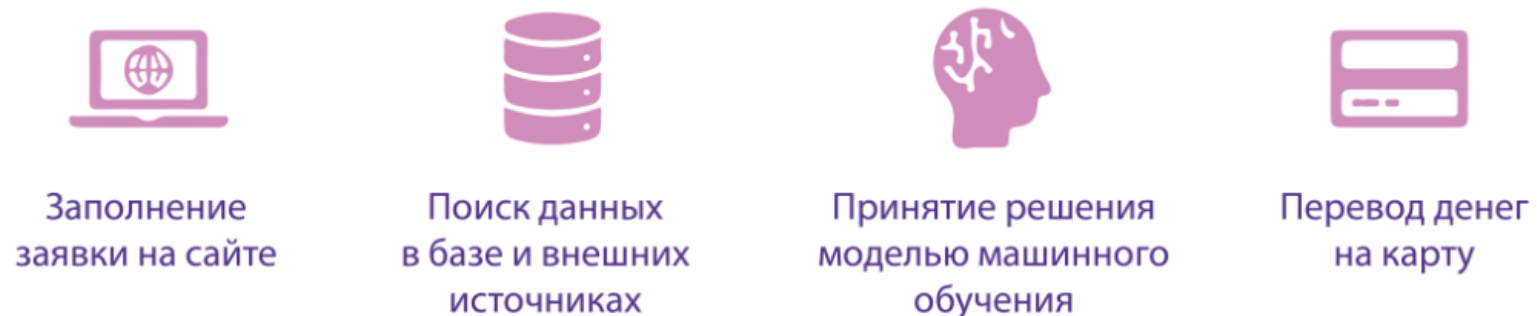 Заполнение
заявки на сайте
Поиск данных
в базе и внешних
источниках
Принятие решения
моделью машинного
обучения
Перевод денег
на карту